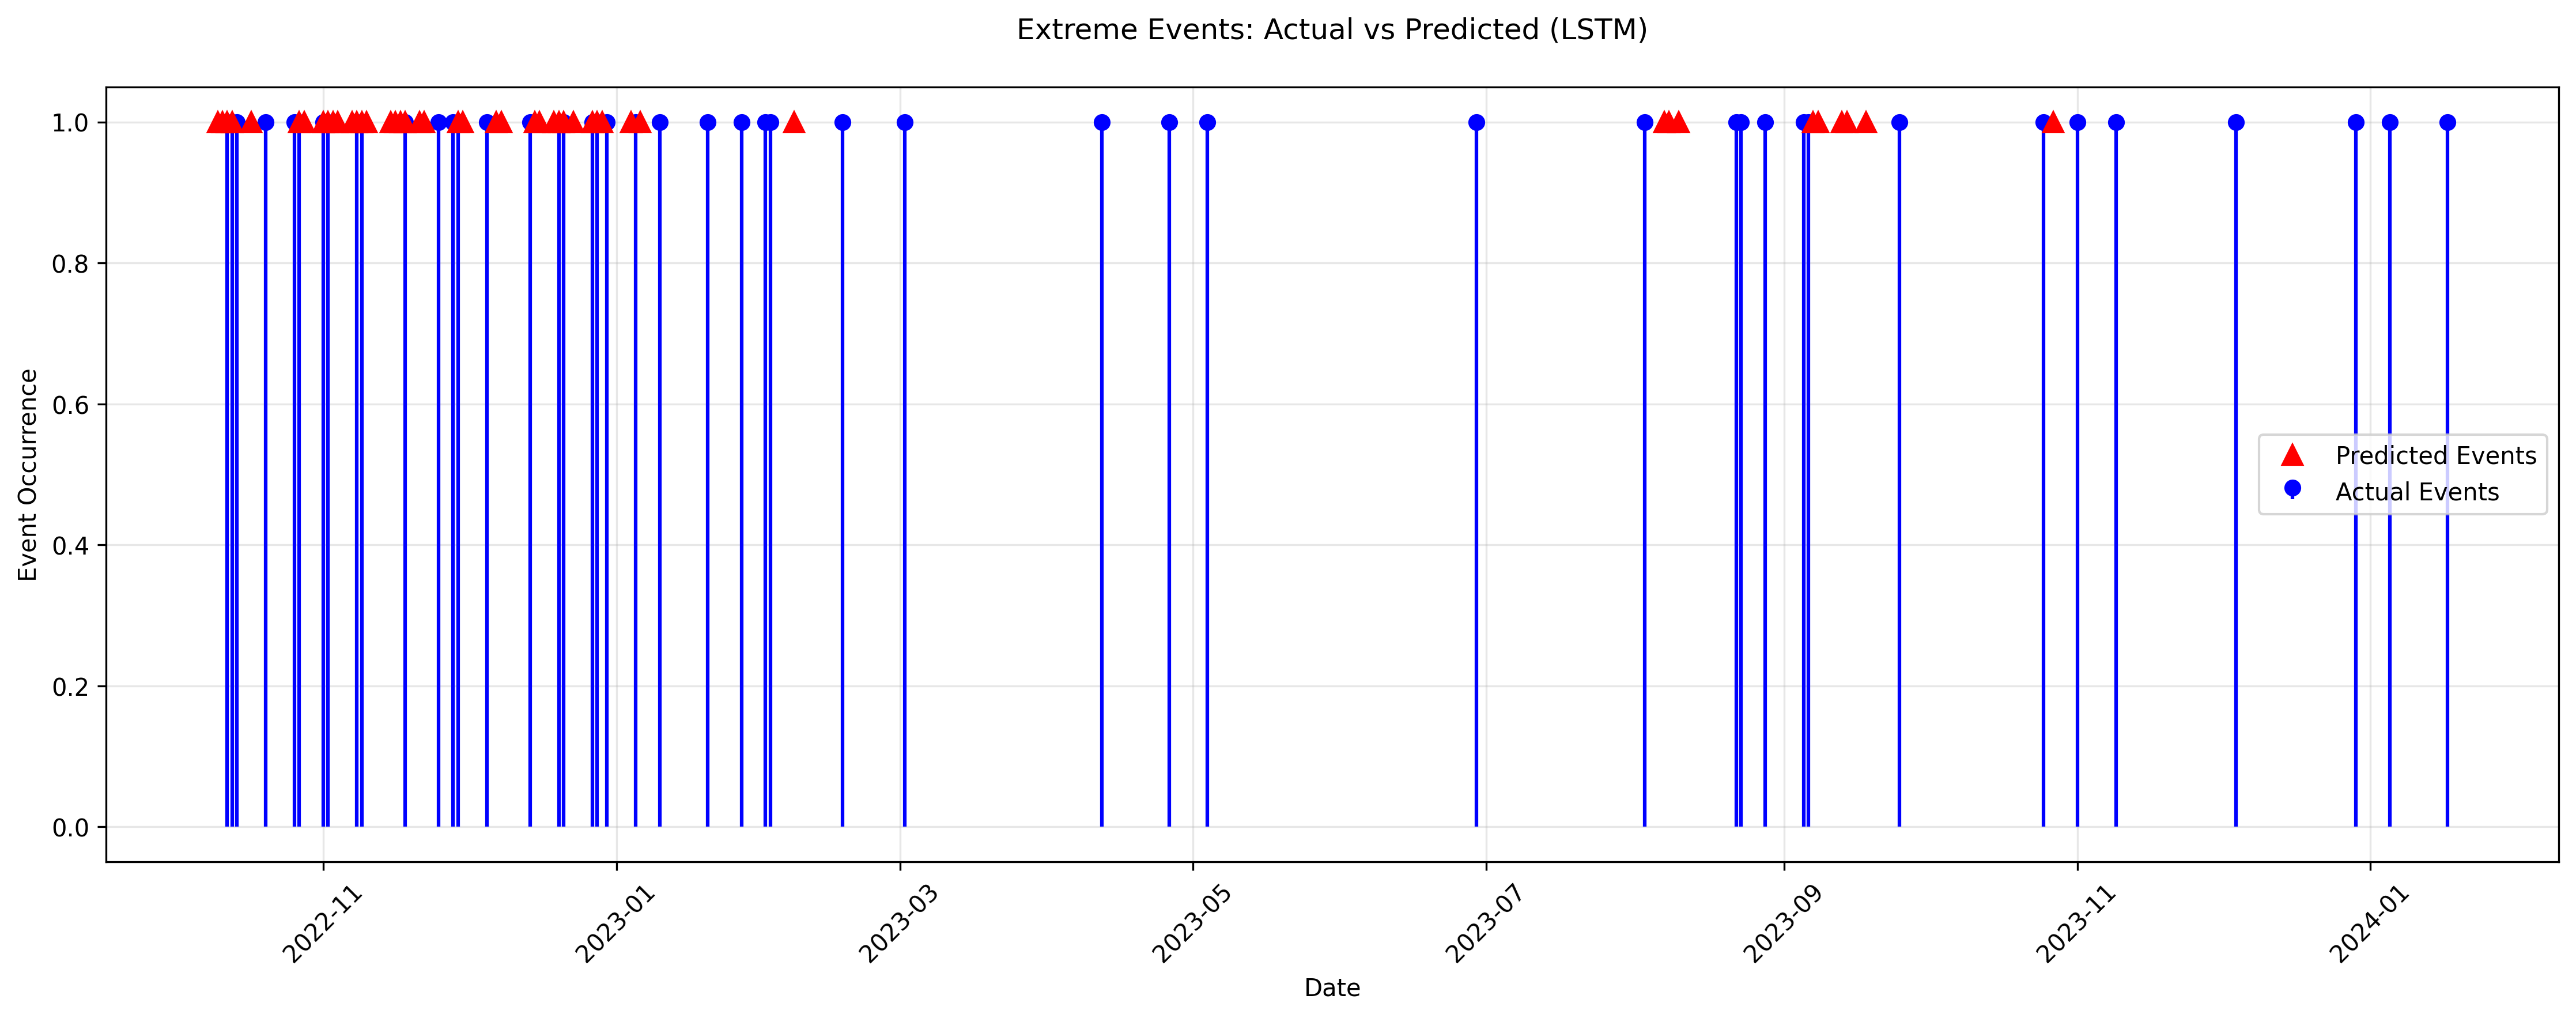 Extreme Events: Actual vs Predicted (LSTM)
1.0
0.8
0.6
0.4
0.2
0.0
Event Occurrence
Predicted Events
Actual Events
2022-11
2023-01
2023-03
2023-05
2023-07
2023-09
2023-11
2024-01
Date